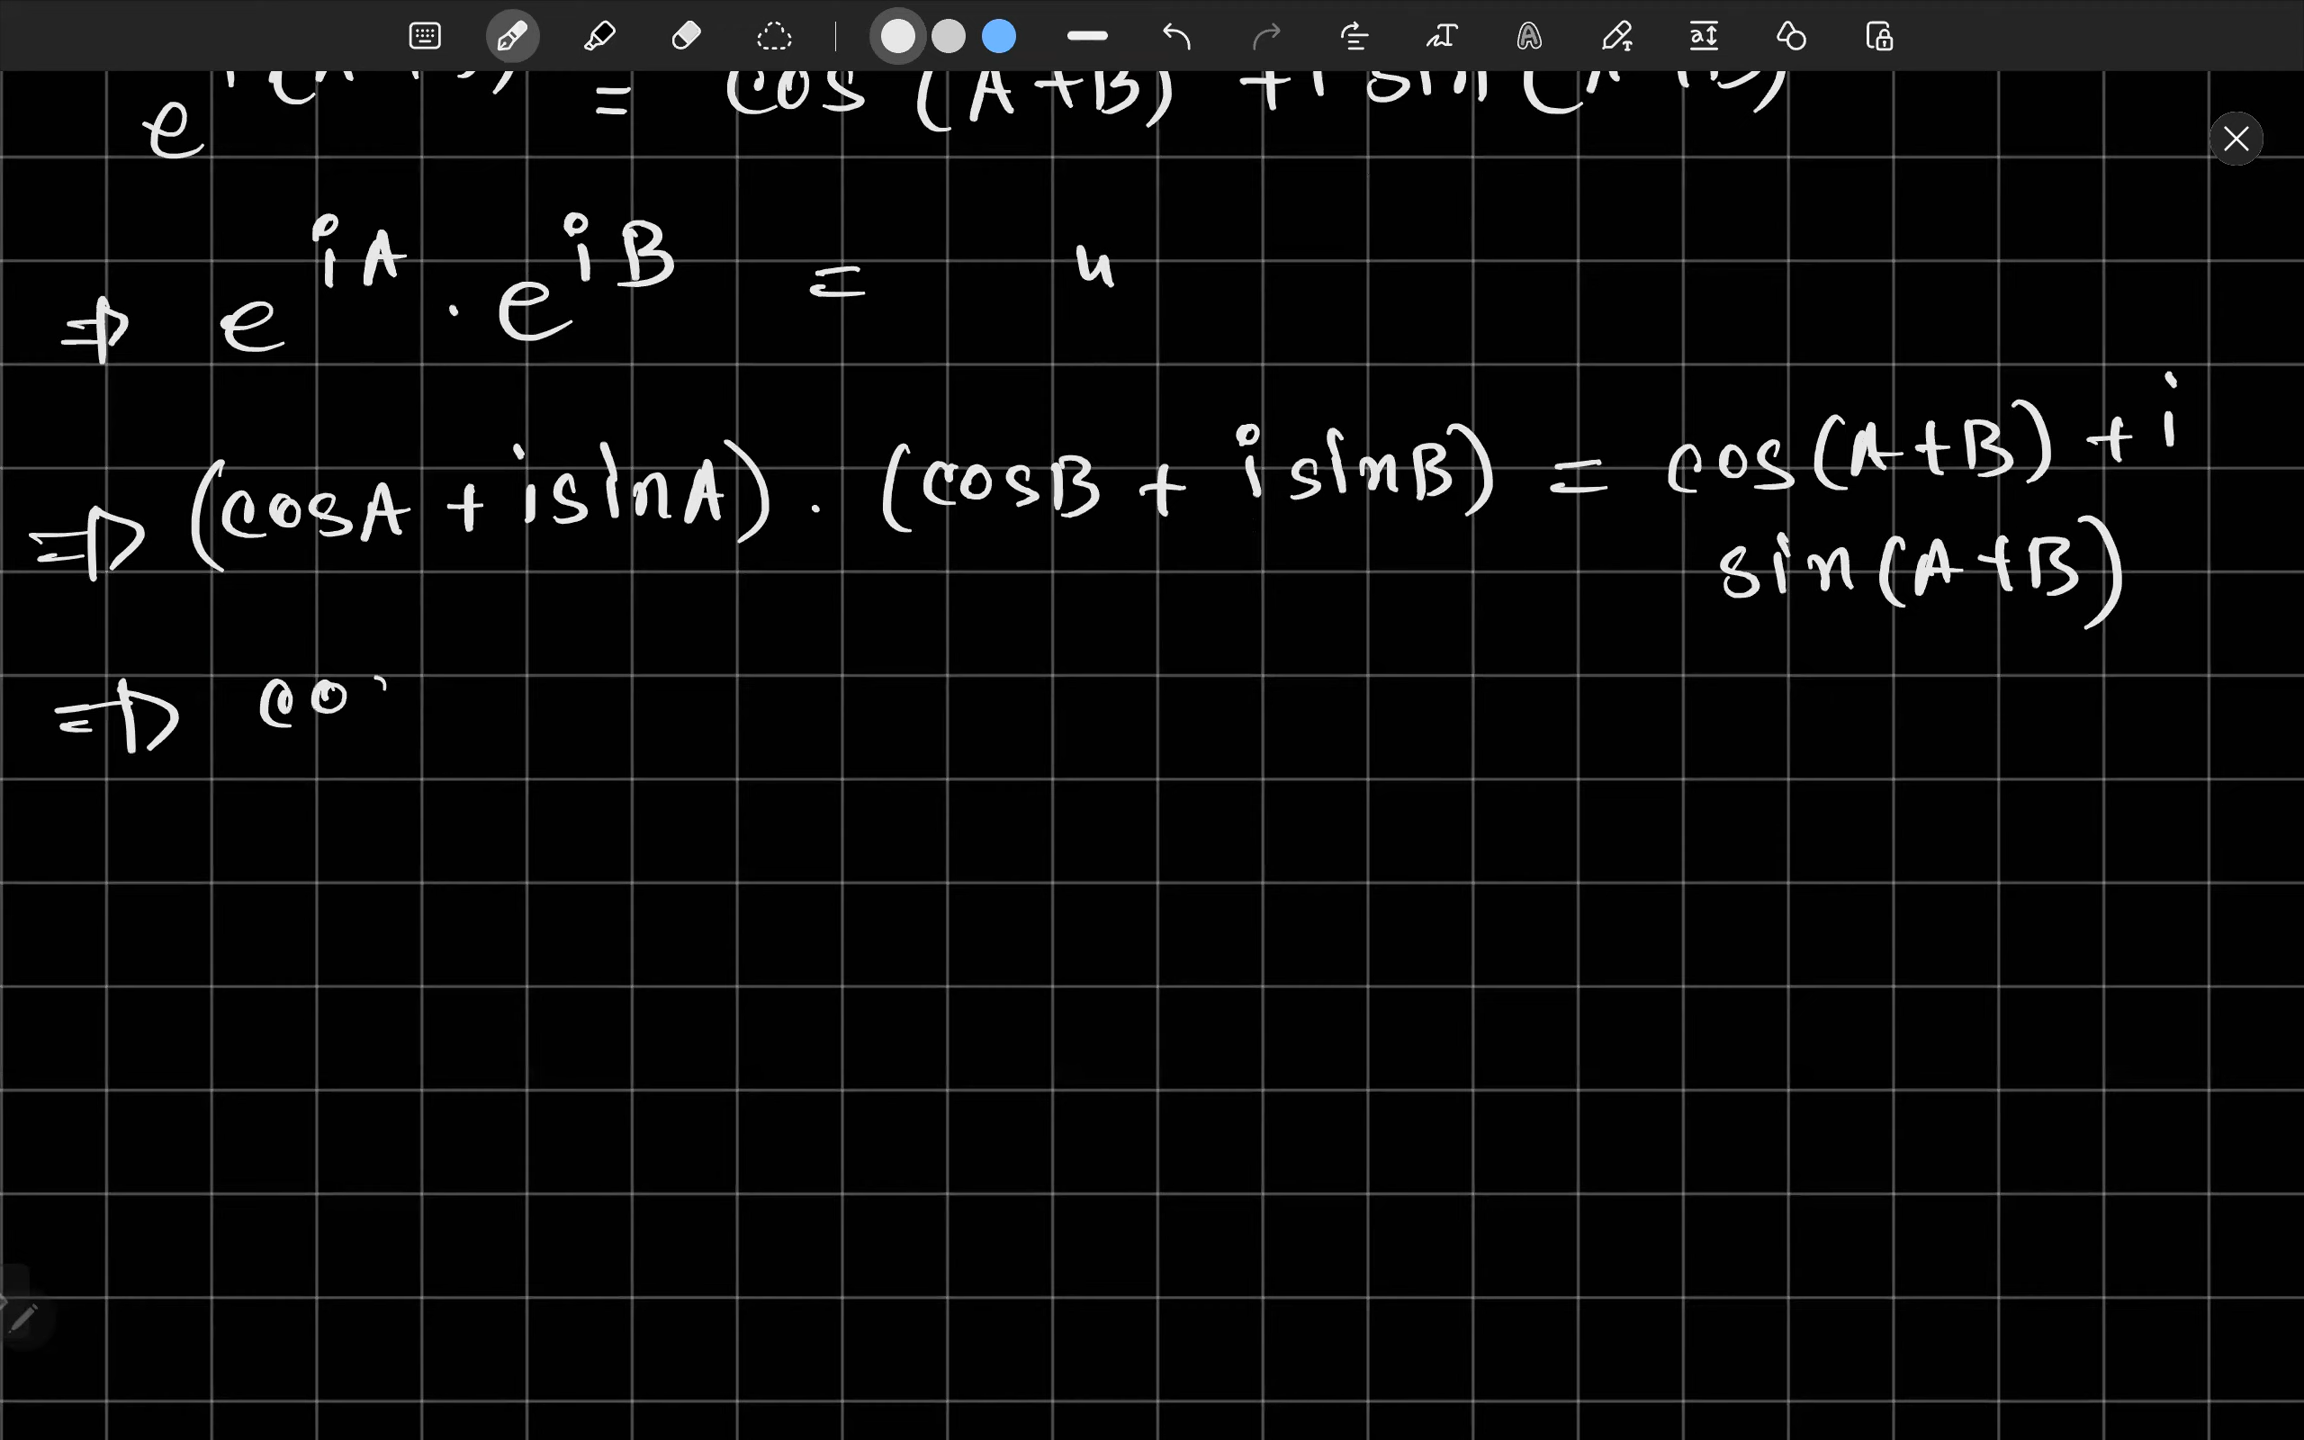 e^i(A+B) = cos(A+B) + i sin(A+B)
⇒ e^iA · e^iB = "
⇒ (cosA + isinA) · (cosB + isinB) = cos(A+B) + i
sin(A+B)
⇒ co